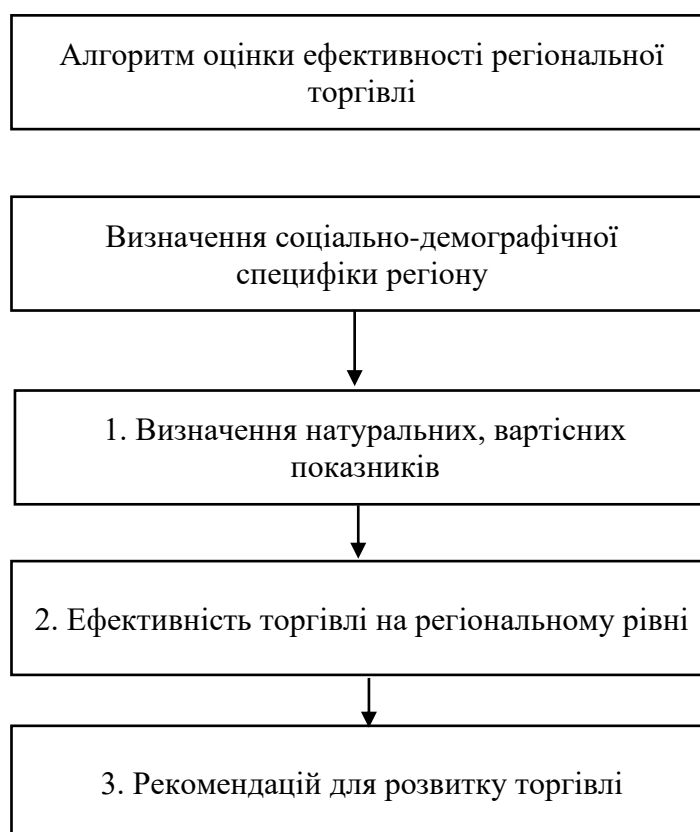 Алгоритм оцінки ефективності регіональної
торгівлі
Визначення соціально-демографічної
специфіки регіону
1. Визначення натуральних, вартісних
показників
2. Ефективність торгівлі на регіональному рівні
3. Рекомендацій для розвитку торгівлі